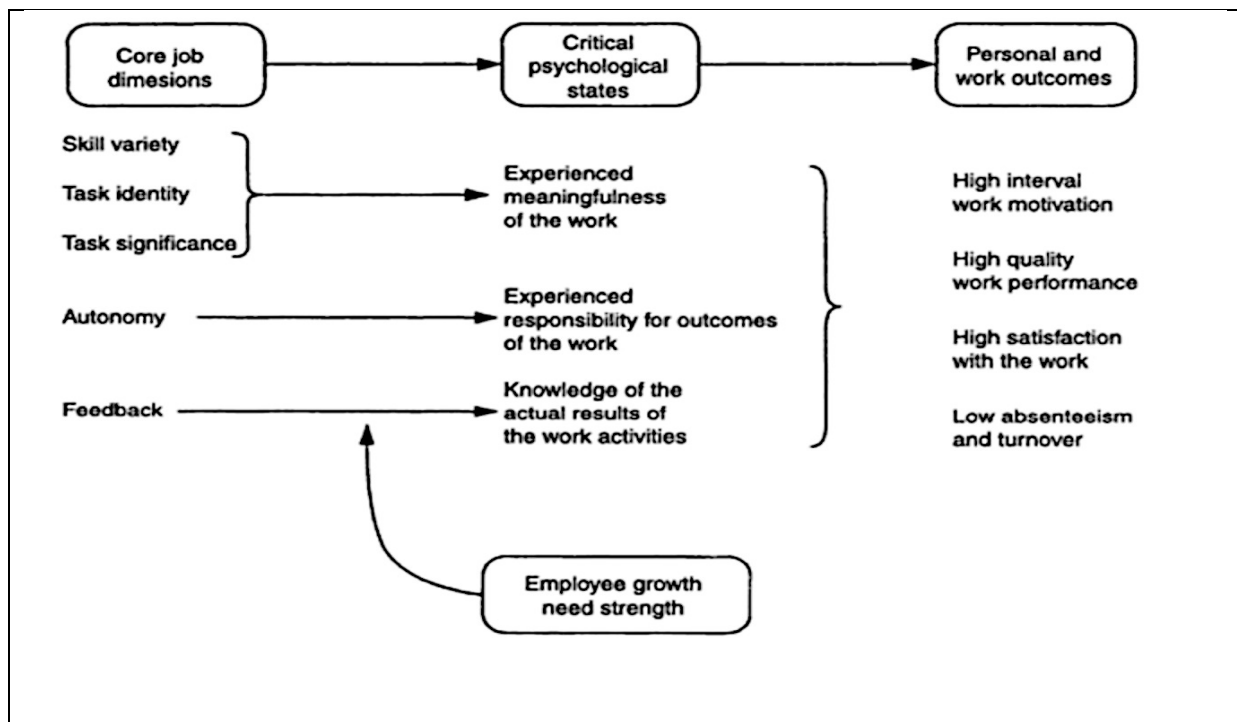 Core job
dimesions
Critical
psychological
states
Personal and
work outcomes
Skill variety
Task identity
Task significance
Experienced
meaningfulness
of the work
Autonomy
Experienced
responsibility for outcomes
of the work
Feedback
Knowledge of the
actual results of
the work activities
High interval
work motivation
High quality
work performance
High satisfaction
with the work
Low absenteeism
and turnover
Employee growth
need strength